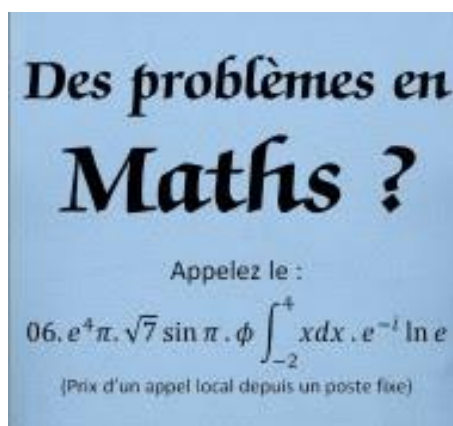 Des problèmes en
Maths ?
Appelez le :
06. e⁴π. √7 sin π . ϕ ∫₋₂⁴ xdx . e⁻ⁱ ln e
(Prix d'un appel local depuis un poste fixe)